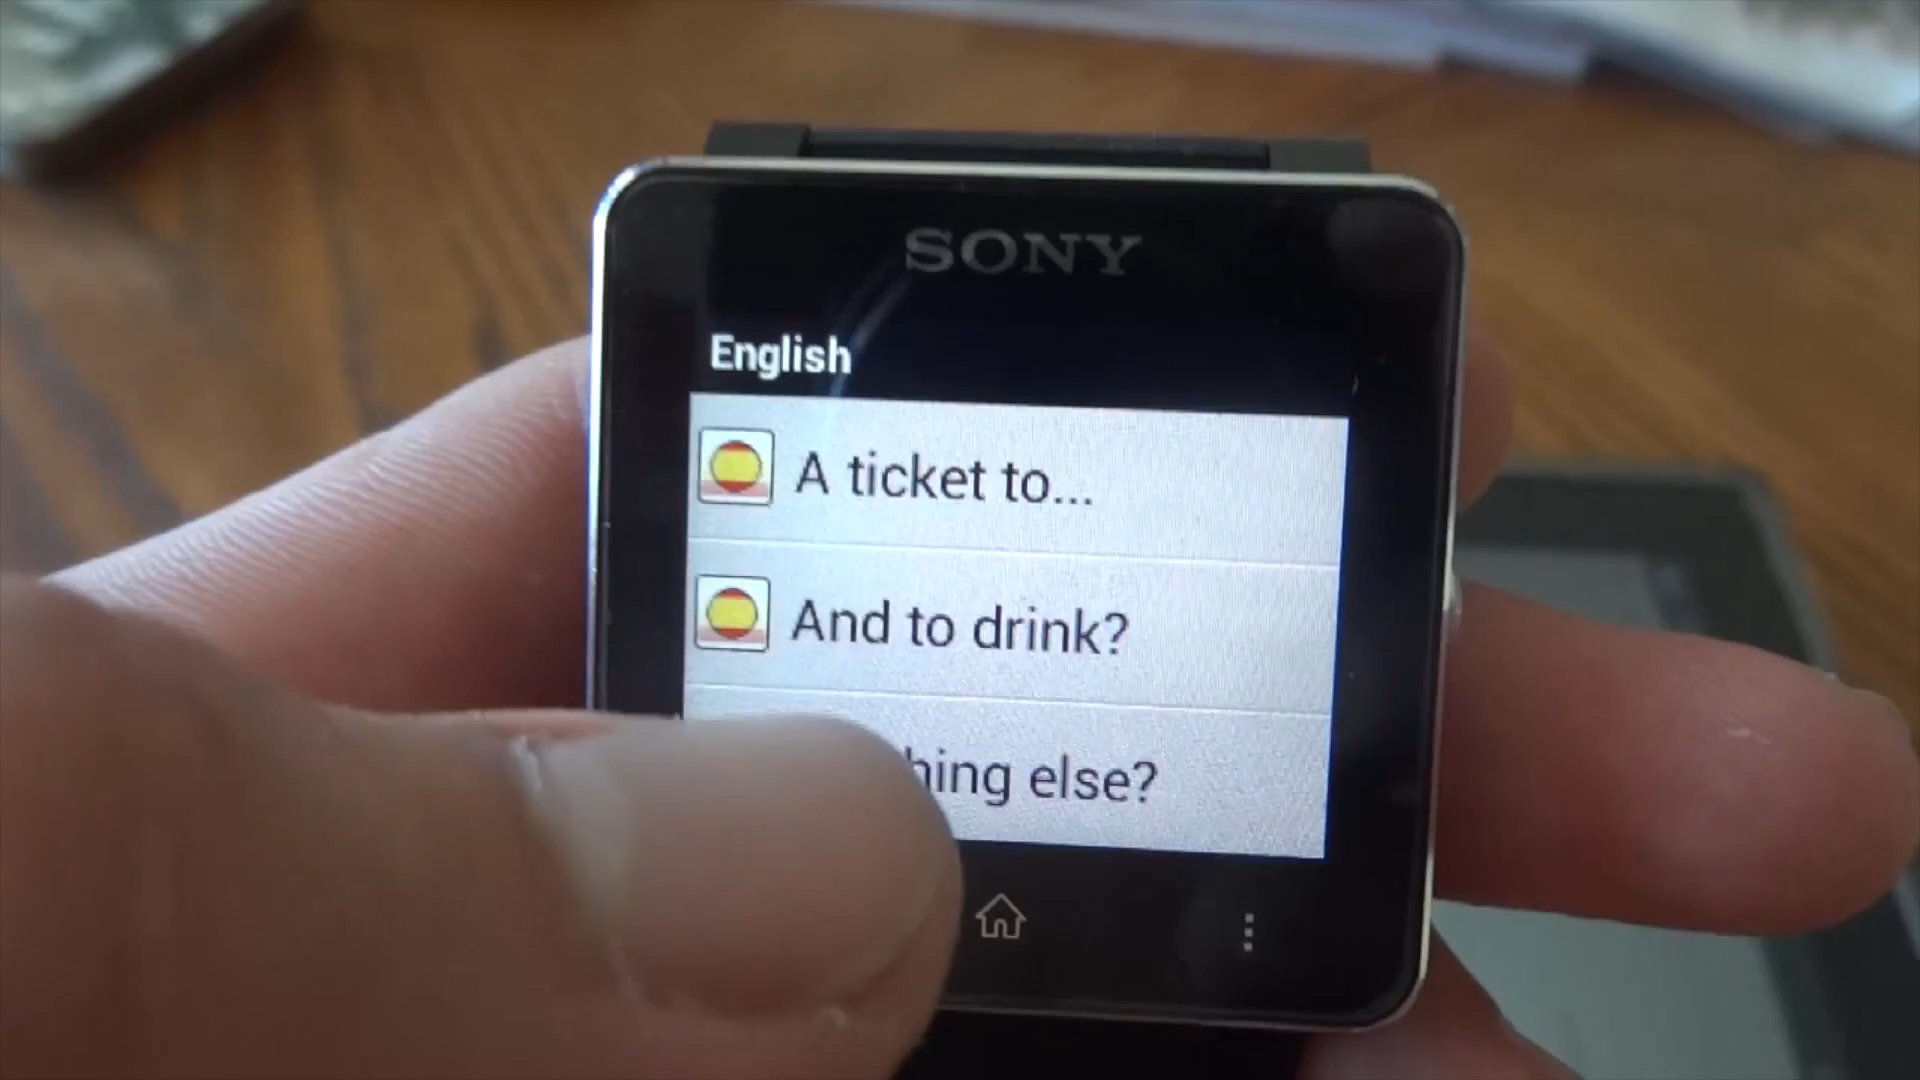 SONY
English
A ticket to...
And to drink?
hing else?